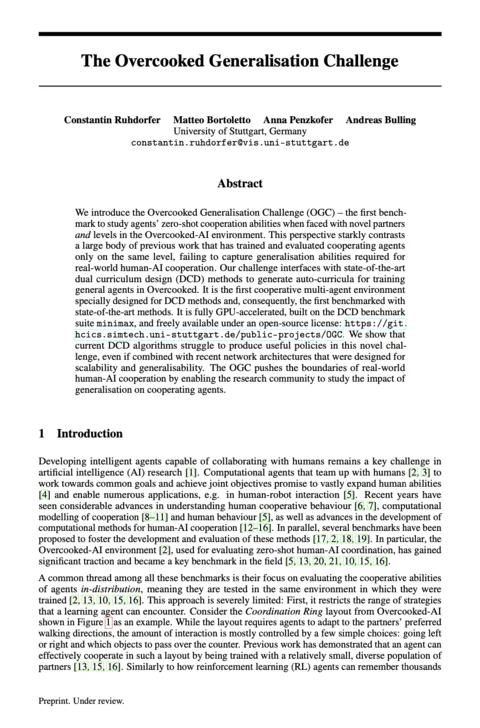 The Overcooked Generalisation Challenge
Constantin Ruhdorfer Matteo Bortoletto Anna Penzkofer Andreas Bulling
University of Stuttgart, Germany
constantin.ruhdorfer@vis.uni-stuttgart.de
Abstract
We introduce the Overcooked Generalisation Challenge (OGC) – the first bench-
mark to study agents' zero-shot cooperation abilities when faced with novel partners
and levels in the Overcooked-AI environment. This perspective starkly contrasts
a large body of previous work that has trained and evaluated cooperating agents
only on the same level, failing to capture generalisation abilities required for
real-world human-AI cooperation. Our challenge interfaces with state-of-the-art
dual curriculum design (DCD) methods to generate auto-curricula for training
general agents in Overcooked. It is the first cooperative multi-agent environment
specially designed for DCD methods and, consequently, the first benchmarked with
state-of-the-art methods. It is fully GPU-accelerated, built on the DCD benchmark
suite minimax, and freely available under an open-source license: https://git.
hcics.simtech.uni-stuttgart.de/public-projects/OGC. We show that
current DCD algorithms struggle to produce useful policies in this novel chal-
lenge, even if combined with recent network architectures that were designed for
scalability and generalisability. The OGC pushes the boundaries of real-world
human-AI cooperation by enabling the research community to study the impact of
generalisation on cooperating agents.
1 Introduction
Developing intelligent agents capable of collaborating with humans remains a key challenge in
artificial intelligence (AI) research [1]. Computational agents that team up with humans [2, 3] to
work towards common goals and achieve joint objectives promise to vastly expand human abilities
[4] and enable numerous applications, e.g. in human-robot interaction [5]. Recent years have
seen considerable advances in understanding human cooperative behaviour [6, 7], computational
modelling of cooperation [8–11] and human behaviour [5], as well as advances in the development of
computational methods for human-AI cooperation [12–16]. In parallel, several benchmarks have been
proposed to foster the development and evaluation of these methods [17, 2, 18, 19]. In particular, the
Overcooked-AI environment [2], used for evaluating zero-shot human-AI coordination, has gained
significant traction and became a key benchmark in the field [5, 13, 20, 21, 10, 15, 16].
A common thread among all these benchmarks is their focus on evaluating the cooperative abilities
of agents in-distribution, meaning they are tested in the same environment in which they were
trained [2, 13, 10, 15, 16]. This approach is severely limited: First, it restricts the range of strategies
that a learning agent can encounter. Consider the Coordination Ring layout from Overcooked-AI
shown in Figure 1 as an example. While the layout requires agents to adapt to the partners' preferred
walking directions, the amount of interaction is mostly controlled by a few simple choices: going left
or right and which objects to pass over the counter. Previous work has demonstrated that an agent can
effectively cooperate in such a layout by being trained with a relatively small, diverse population of
partners [13, 15, 16]. Similarly to how reinforcement learning (RL) agents can remember thousands
Preprint. Under review.